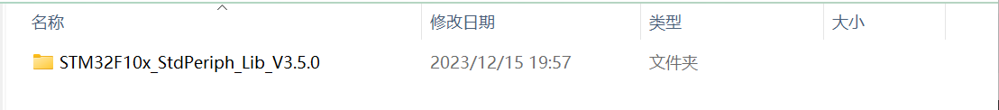 名称 修改日期 类型 大小
STM32F10x_StdPeriph_Lib_V3.5.0 2023/12/15 19:57 文件夹